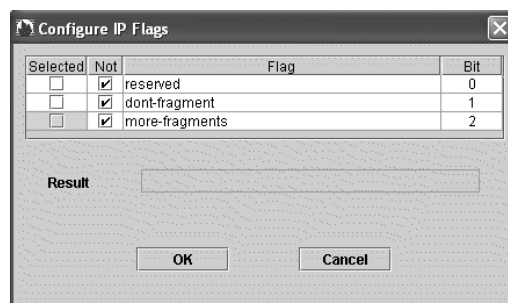 Configure IP Flags
Selected Not Flag Bit
reserved 0
dont-fragment 1
more-fragments 2
Result
OK Cancel